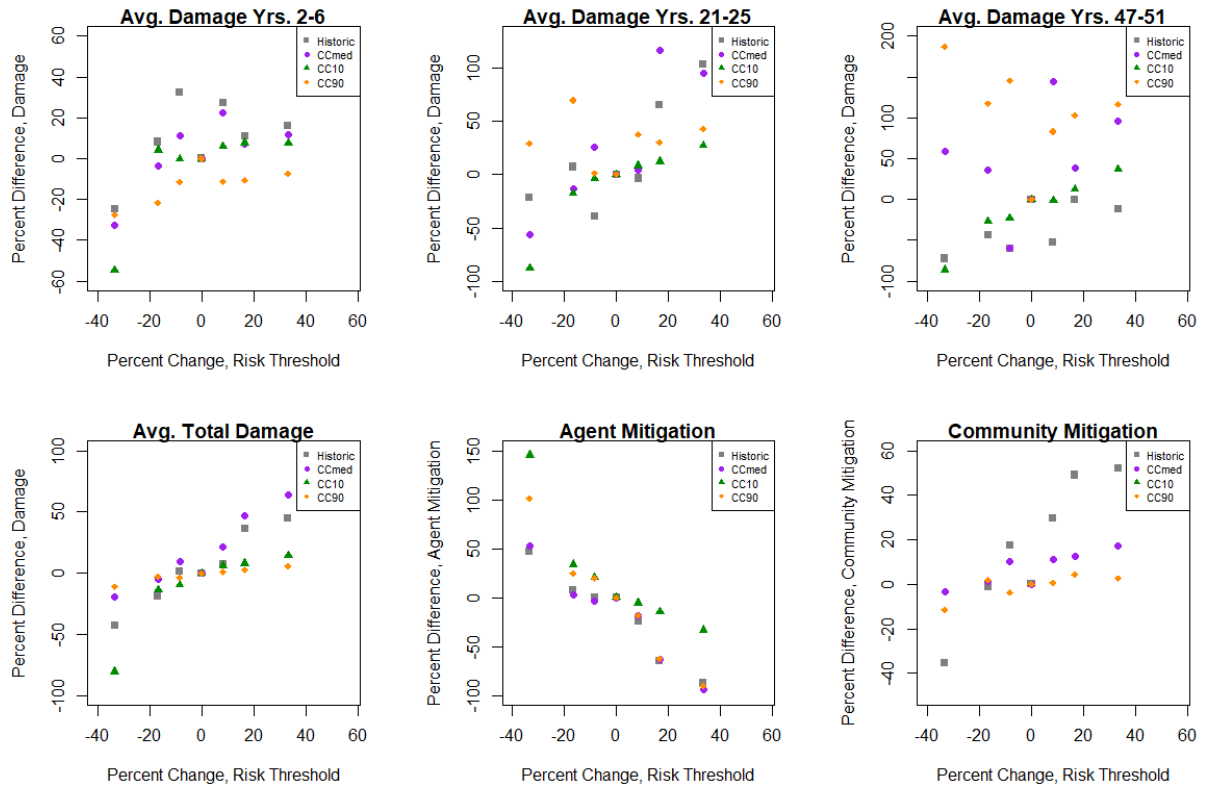 Avg. Damage Yrs. 2-6
Percent Difference, Damage
60
40
20
0
-20
-40
-60
Historic
CCmed
CC10
CC90
-40 -20 0 20 40 60
Percent Change, Risk Threshold
Avg. Damage Yrs. 21-25
Percent Difference, Damage
100
50
0
-50
-100
Historic
CCmed
CC10
CC90
-40 -20 0 20 40 60
Percent Change, Risk Threshold
Avg. Damage Yrs. 47-51
Percent Difference, Damage
200
100
50
0
-100
Historic
CCmed
CC10
CC90
-40 -20 0 20 40 60
Percent Change, Risk Threshold
Avg. Total Damage
Percent Difference, Damage
100
50
0
-50
-100
Historic
CCmed
CC10
CC90
-40 -20 0 20 40 60
Percent Change, Risk Threshold
Agent Mitigation
Percent Difference, Agent Mitigation
150
100
50
0
-50
-100
Historic
CCmed
CC10
CC90
-40 -20 0 20 40 60
Percent Change, Risk Threshold
Community Mitigation
Percent Difference, Community Mitigation
60
40
20
0
-20
-40
Historic
CCmed
CC10
CC90
-40 -20 0 20 40 60
Percent Change, Risk Threshold